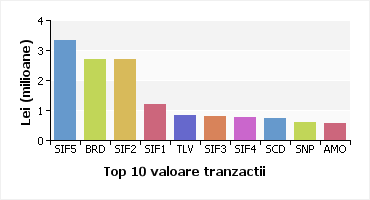 Lei (milioane)
4
3
2
1
0
SIF5 BRD SIF2 SIF1 TLV SIF3 SIF4 SCD SNP AMO
Top 10 valoare tranzactii